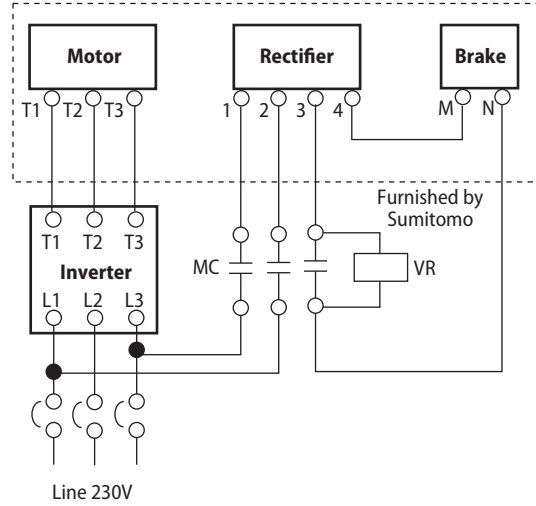 Motor Rectifier Brake
T1 T2 T3 1 2 3 4 M N
Furnished by
Sumitomo
T1 T2 T3
Inverter MC VR
L1 L2 L3
Line 230V